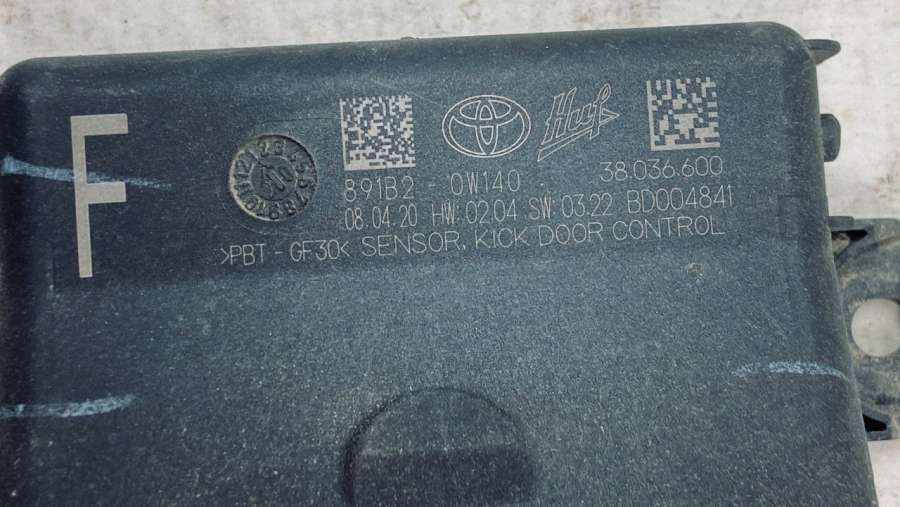 F
Huf
891B2 - 0W140
38.036.600
08.04.20 HW:02.04 SW:03.22 BD004841
>PBT - GF30< SENSOR, KICK DOOR CONTROL